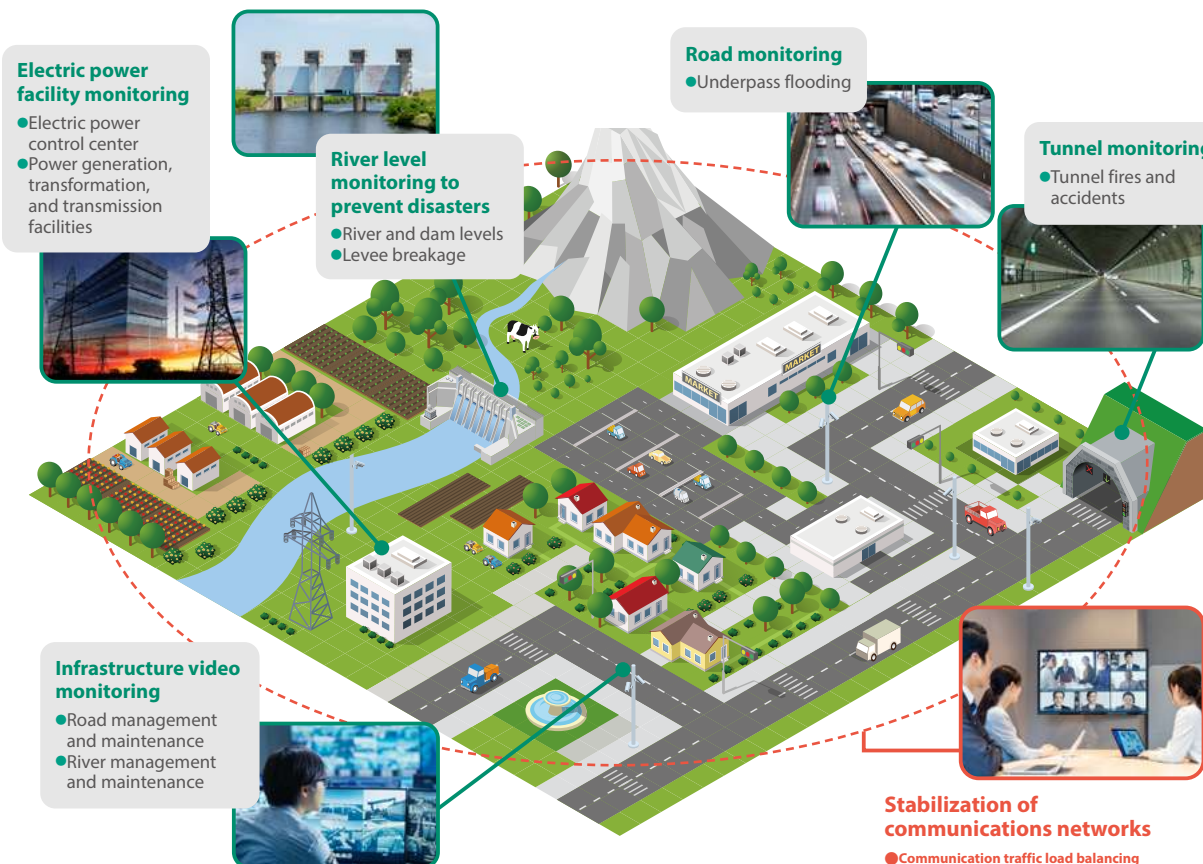 Electric power
facility monitoring
●Electric power
control center
●Power generation,
transformation,
and transmission
facilities
River level
monitoring to
prevent disasters
●River and dam levels
●Levee breakage
Road monitoring
●Underpass flooding
Tunnel monitoring
●Tunnel fires and
accidents
MARKET
MARKET
Infrastructure video
monitoring
●Road management
and maintenance
●River management
and maintenance
Stabilization of
communications networks
●Communication traffic load balancing